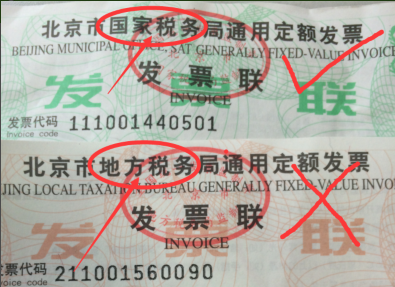 北京市国家税务局通用定额发票
BEIJING MUNICIPAL OFFICE, SAT GENERALLY FIXED-VALUE INVOICE
发票联
INVOICE
发 联
发票代码 111001440501
Invoice code
北京市地方税务局通用定额发票
JING LOCAL TAXATION BUREAU GENERALLY FIXED-VALUE INVO
发票联
INVOICE
发 票 联
发票代码 211001560090
voice code